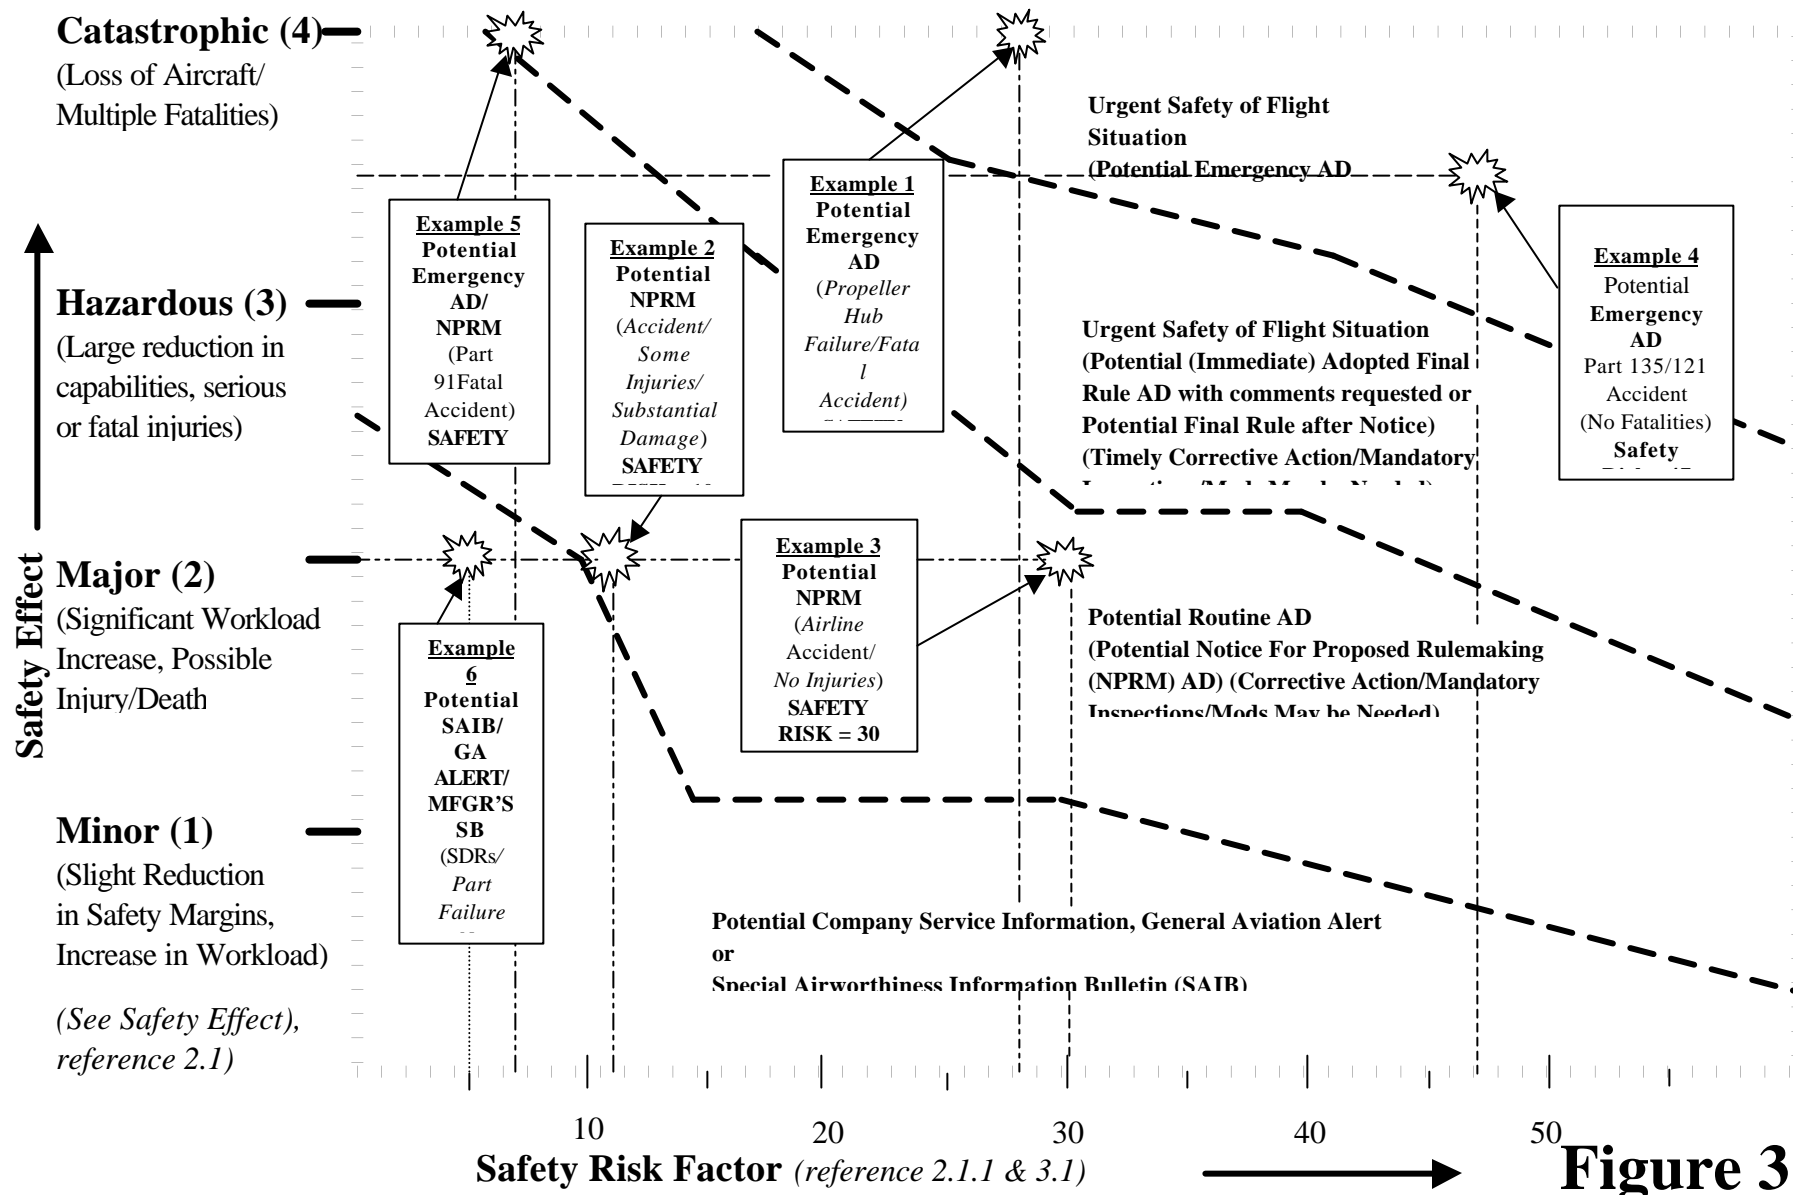 Catastrophic (4)
(Loss of Aircraft/
Multiple Fatalities)
Hazardous (3)
(Large reduction in
capabilities, serious
or fatal injuries)
Major (2)
(Significant Workload
Increase, Possible
Injury/Death
Minor (1)
(Slight Reduction
in Safety Margins,
Increase in Workload)
(See Safety Effect),
reference 2.1)
Safety Effect
Example 5
Potential
Emergency
AD/
NPRM
(Part
91Fatal
Accident)
SAFETY
Example 2
Potential
NPRM
(Accident/
Some
Injuries/
Substantial
Damage)
SAFETY
Example 1
Potential
Emergency
AD
(Propeller
Hub
Failure/Fata
l
Accident)
Urgent Safety of Flight
Situation
(Potential Emergency AD
Example 4
Potential
Emergency
AD
Part 135/121
Accident
(No Fatalities)
Safety
Urgent Safety of Flight Situation
(Potential (Immediate) Adopted Final
Rule AD with comments requested or
Potential Final Rule after Notice)
(Timely Corrective Action/Mandatory
Example 3
Potential
NPRM
(Airline
Accident/
No Injuries)
SAFETY
RISK = 30
Example
6
Potential
SAIB/
GA
ALERT/
MFGR'S
SB
(SDRs/
Part
Failure
Potential Routine AD
(Potential Notice For Proposed Rulemaking
(NPRM) AD) (Corrective Action/Mandatory
Inspections/Mods May be Needed)
Potential Company Service Information, General Aviation Alert
or
Special Airworthiness Information Bulletin (SAIB)
10
20
30
40
50
Safety Risk Factor (reference 2.1.1 & 3.1)
Figure 3